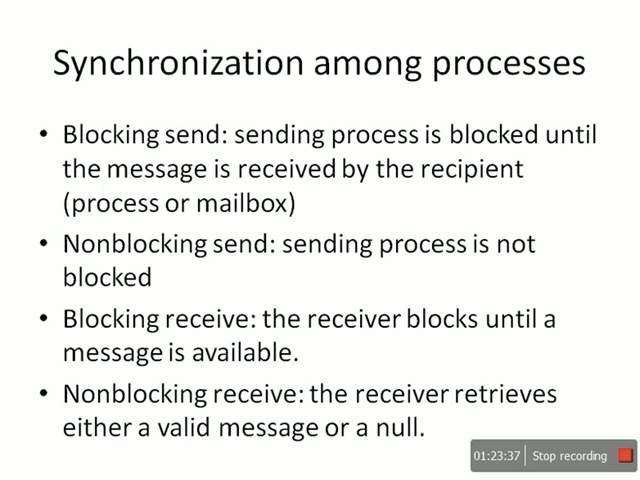 Synchronization among processes
• Blocking send: sending process is blocked until
the message is received by the recipient
(process or mailbox)
• Nonblocking send: sending process is not
blocked
• Blocking receive: the receiver blocks until a
message is available.
• Nonblocking receive: the receiver retrieves
either a valid message or a null.
01:23:37 Stop recording